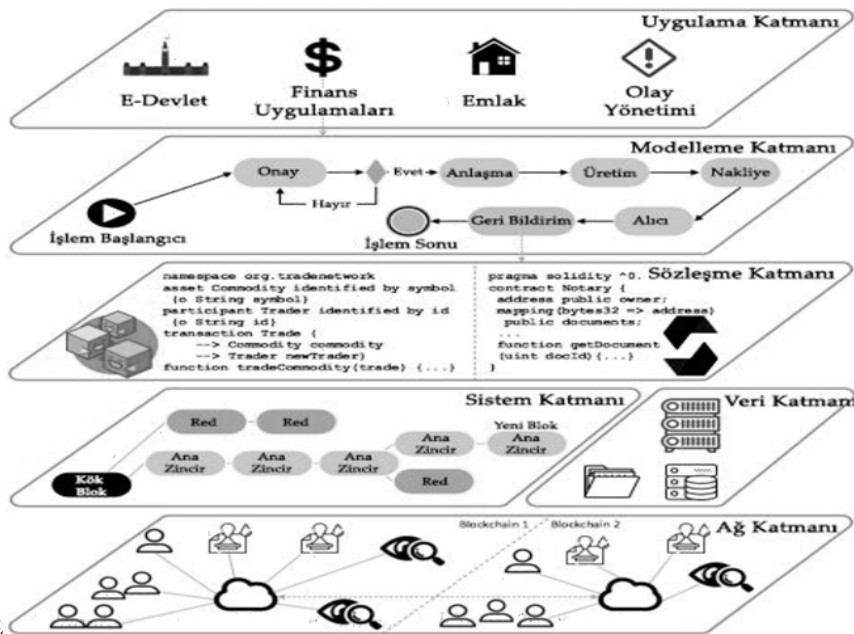 Uygulama Katmanı
E-Devlet
Finans
Uygulamaları
Emlak
Olay
Yönetimi
Modelleme Katmanı
Onay
Evet
Anlaşma
Üretim
Nakliye
Hayır
İşlem Başlangıcı
İşlem Sonu
Geri Bildirim
Alıcı
Sözleşme Katmanı
namespace org.tradenetwork
asset Commodity identified by symbol
{o String symbol}
participant Trader identified by id
{o String id}
transaction Trade {
--> Commodity commodity
--> Trader newTrader)
function tradeCommodity(trade) {...}
pragma solidity ^0.
contract Notary {
address public owner;
mapping(bytes32 => address)
public documents;
...
function getDocument
(uint docId){...}
}
Sistem Katmanı
Red
Red
Yeni Blok
Ana
Zincir
Ana
Zincir
Ana
Zincir
Ana
Zincir
Ana
Zincir
Red
Kök
Blok
Veri Katmanı
Ağ Katmanı
Blockchain 1
Blockchain 2